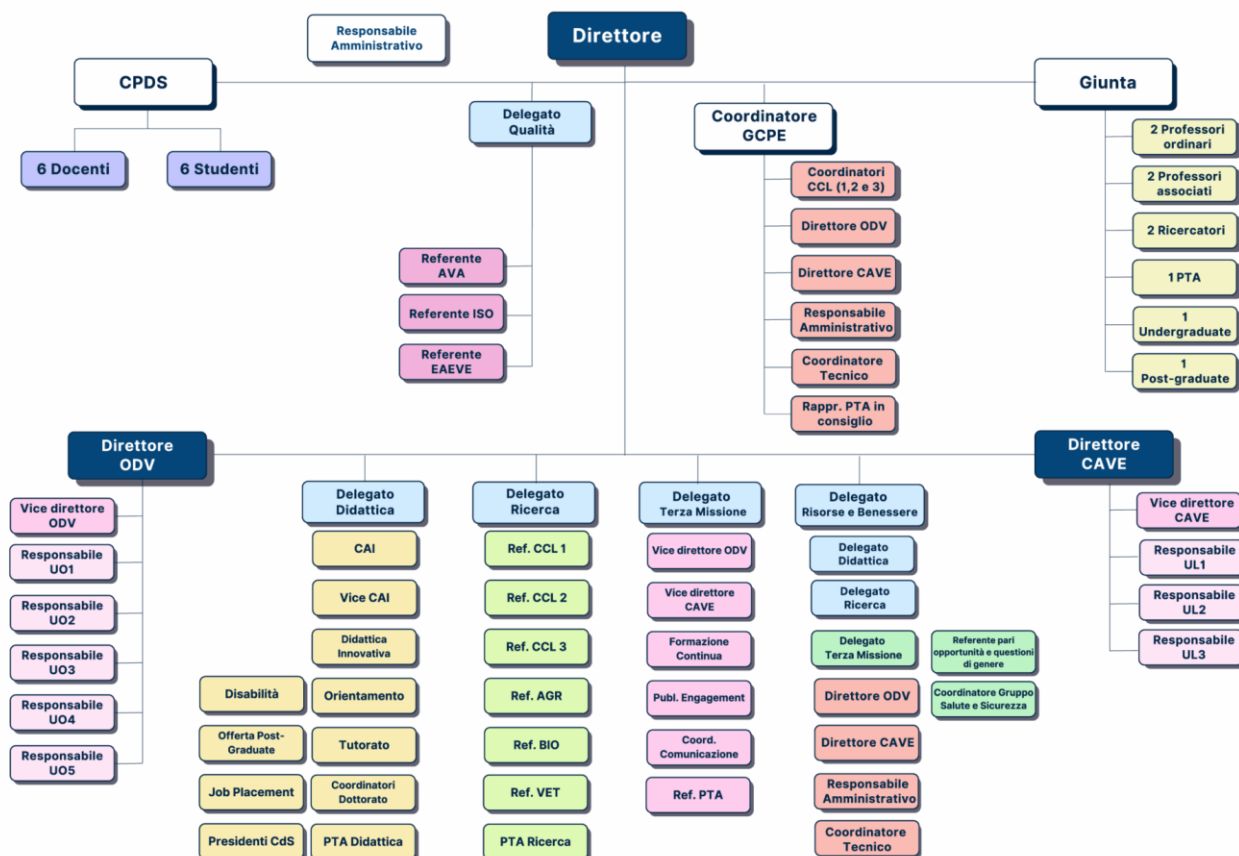 Responsabile
Amministrativo
Direttore
CPDS
6 Docenti
6 Studenti
Delegato
Qualità
Referente
AVA
Referente ISO
Referente
EAEVE
Coordinatore
GCPE
Coordinatori
CCL (1,2 e 3)
Direttore ODV
Direttore CAVE
Responsabile
Amministrativo
Coordinatore
Tecnico
Rappr. PTA in
consiglio
Giunta
2 Professori
ordinari
2 Professori
associati
2 Ricercatori
1 PTA
1
Undergraduate
1
Post-graduate
Direttore
ODV
Vice direttore
ODV
Responsabile
UO1
Responsabile
UO2
Responsabile
UO3
Responsabile
UO4
Responsabile
UO5
Delegato
Didattica
CAI
Vice CAI
Didattica
Innovativa
Disabilità
Orientamento
Offerta Post-
Graduate
Tutorato
Job Placement
Coordinatori
Dottorato
Presidenti CdS
PTA Didattica
Delegato
Ricerca
Ref. CCL 1
Ref. CCL 2
Ref. CCL 3
Ref. AGR
Ref. BIO
Ref. VET
PTA Ricerca
Delegato
Terza Missione
Vice direttore ODV
Vice direttore
CAVE
Formazione
Continua
Publ. Engagement
Coord.
Comunicazione
Ref. PTA
Delegato
Risorse e Benessere
Delegato
Didattica
Delegato
Ricerca
Delegato
Terza Missione
Referente pari
opportunità e questioni
di genere
Direttore ODV
Coordinatore Gruppo
Salute e Sicurezza
Direttore CAVE
Responsabile
Amministrativo
Coordinatore
Tecnico
Direttore
CAVE
Vice direttore
CAVE
Responsabile
UL1
Responsabile
UL2
Responsabile
UL3